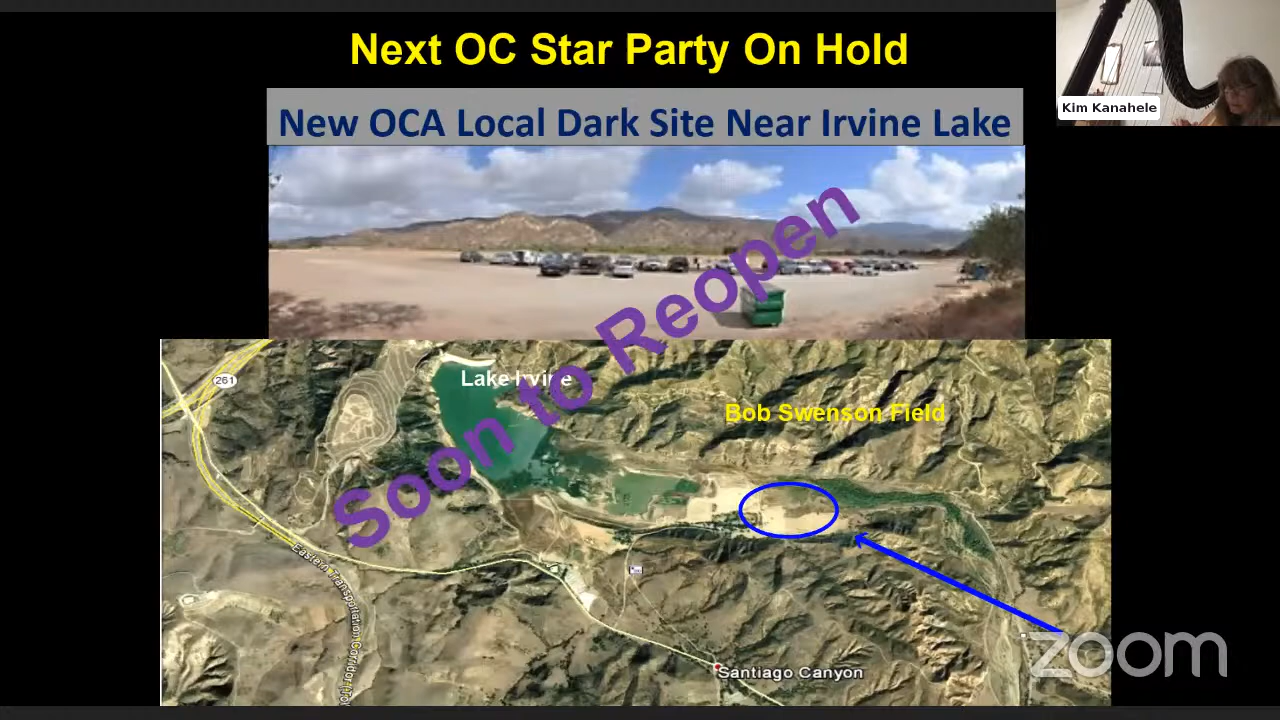 Next OC Star Party On Hold
Kim Kanahele
New OCA Local Dark Site Near Irvine Lake
Soon to Reopen
261
Lake Irvine
Bob Swenson Field
Eastern Transportation Corridor
Santiago Canyon
zoom